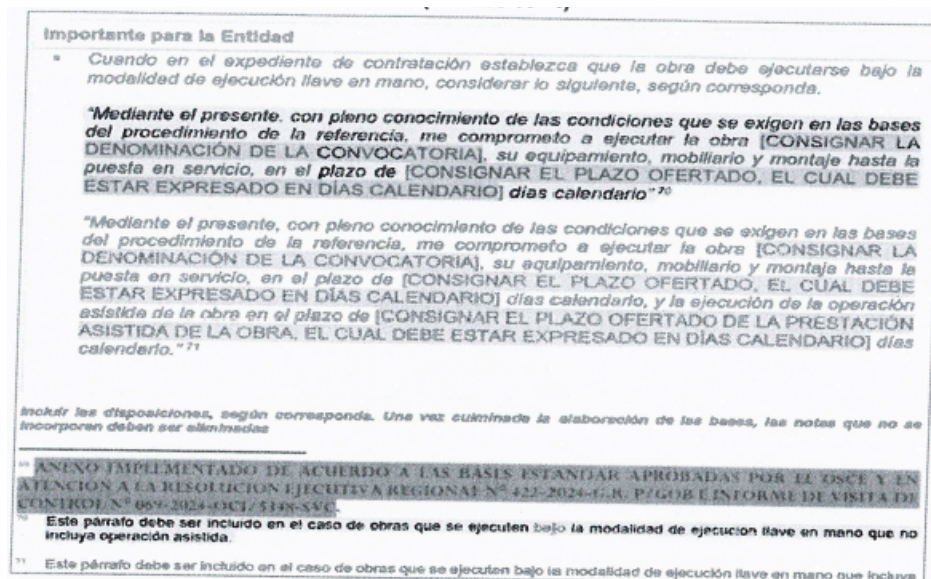 Importante para la Entidad
• Cuando en el expediente de contratación establezca que la obra debe ejecutarse bajo la
modalidad de ejecución llave en mano, considerar lo siguiente, según corresponda.
"Mediante el presente, con pleno conocimiento de las condiciones que se exigen en las bases
del procedimiento de la referencia, me comprometo a ejecutar la obra [CONSIGNAR LA
DENOMINACIÓN DE LA CONVOCATORIA], su equipamiento, mobiliario y montaje hasta la
puesta en servicio, en el plazo de [CONSIGNAR EL PLAZO OFERTADO, EL CUAL DEBE
ESTAR EXPRESADO EN DÍAS CALENDARIO] días calendario" 70
"Mediante el presente, con pleno conocimiento de las condiciones que se exigen en las bases
del procedimiento de la referencia, me comprometo a ejecutar la obra [CONSIGNAR LA
DENOMINACIÓN DE LA CONVOCATORIA], su equipamiento, mobiliario y montaje hasta la
puesta en servicio, en el plazo de [CONSIGNAR EL PLAZO OFERTADO, EL CUAL DEBE
ESTAR EXPRESADO EN DÍAS CALENDARIO] días calendario, y la ejecución de la operación
asistida de la obra en el plazo de [CONSIGNAR EL PLAZO OFERTADO DE LA PRESTACIÓN
ASISTIDA DE LA OBRA, EL CUAL DEBE ESTAR EXPRESADO EN DÍAS CALENDARIO] días
calendario." 71
Incluir las disposiciones, según corresponda. Una vez culminada la elaboración de las bases, las notas que no se
incorporen deben ser eliminadas
ANEXO IMPLEMENTADO DE ACUERDO A LAS BASES ESTANDAR APROBADAS POR EL OSCE Y EN
ATENCION A LA RESOLUCION EJECUTIVA REGIONAL Nº 422-2024-G.R. P/GOB E INFORME DE VISITA DE
CONTROL Nº 069-2024-OCI/5348-SVC.
70 Este párrafo debe ser incluido en el caso de obras que se ejecuten bajo la modalidad de ejecución llave en mano que no
incluya operación asistida.
71 Este párrafo debe ser incluido en el caso de obras que se ejecuten bajo la modalidad de ejecución llave en mano que incluya